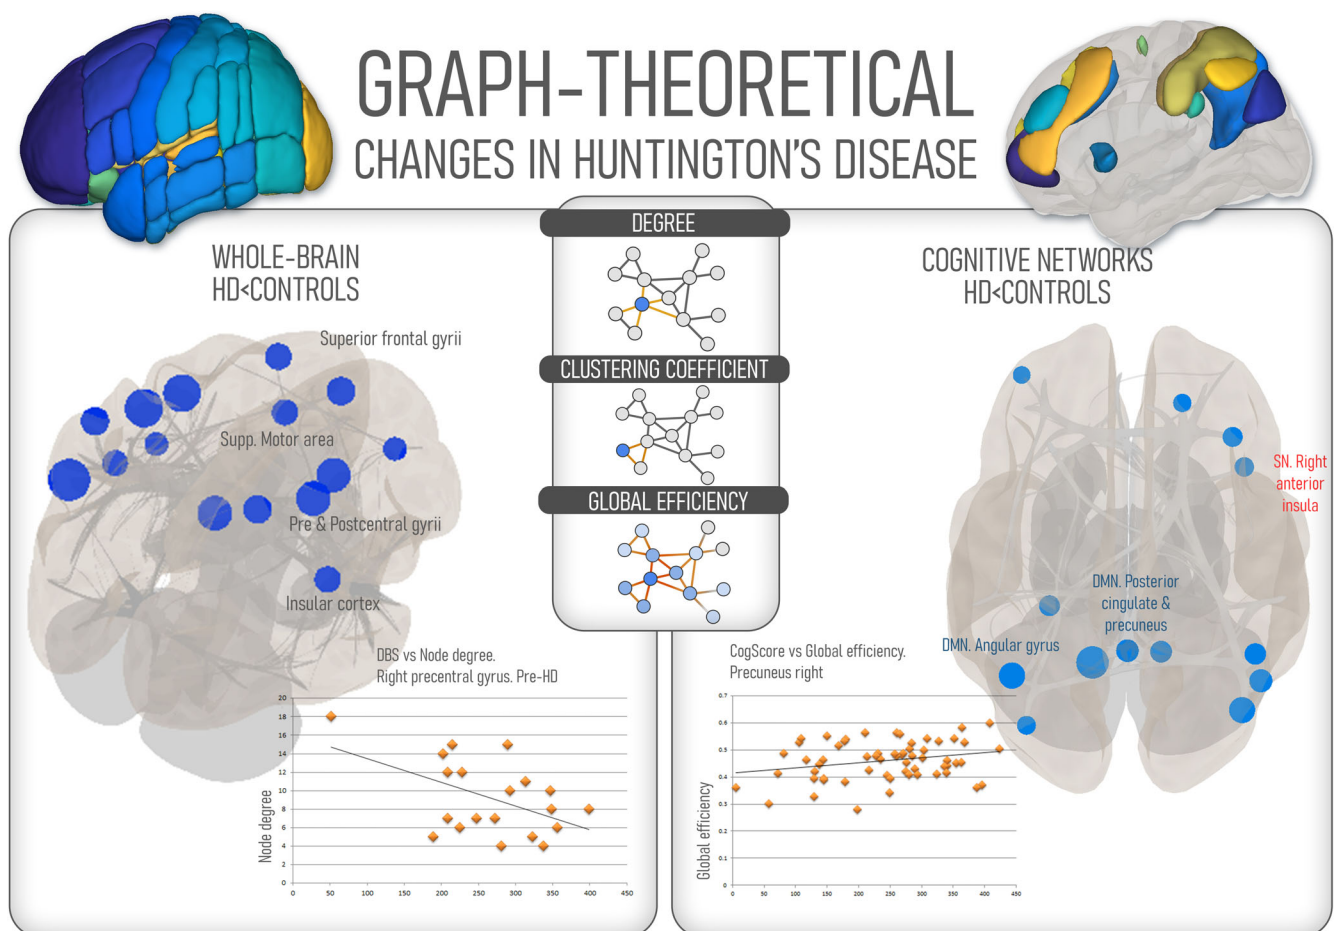 GRAPH-THEORETICAL
CHANGES IN HUNTINGTON'S DISEASE
WHOLE-BRAIN
HD<CONTROLS
Superior frontal gyrii
Supp. Motor area
Pre & Postcentral gyrii
Insular cortex
DBS vs Node degree.
Right precentral gyrus. Pre-HD
Node degree
20
18
16
14
12
10
8
6
4
2
0
0 50 100 150 200 250 300 350 400 450
DEGREE
CLUSTERING COEFFICIENT
GLOBAL EFFICIENCY
COGNITIVE NETWORKS
HD<CONTROLS
SN. Right
anterior
insula
DMN. Posterior
cingulate &
precuneus
DMN. Angular gyrus
CogScore vs Global efficiency.
Precuneus right
Global efficiency
0.7
0.6
0.5
0.4
0.3
0.2
0.1
0
0 50 100 150 200 250 300 350 400 450